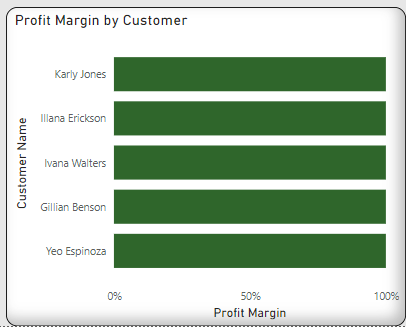 Profit Margin by Customer
Customer Name
Karly Jones
Illana Erickson
Ivana Walters
Gillian Benson
Yeo Espinoza
0% 50% 100%
Profit Margin